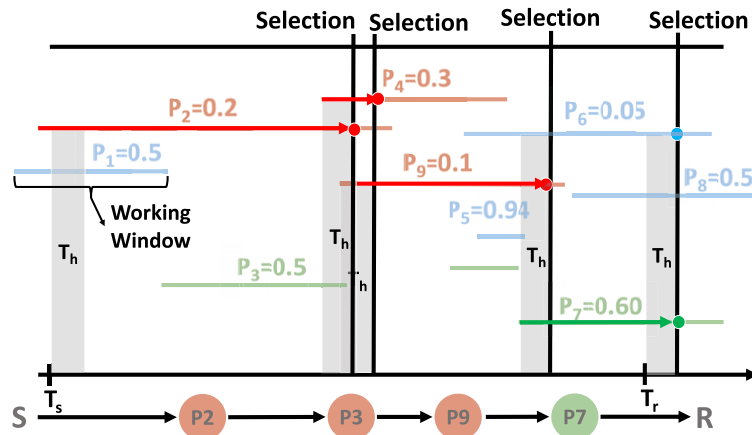 Selection Selection Selection Selection
P4=0.3
P2=0.2
P6=0.05
P1=0.5
P9=0.1
P8=0.5
Working
Window
P5=0.94
Th
Th
Th
Th
Th
P3=0.5
P7=0.60
Ts
Tr
S P2 P3 P9 P7 R